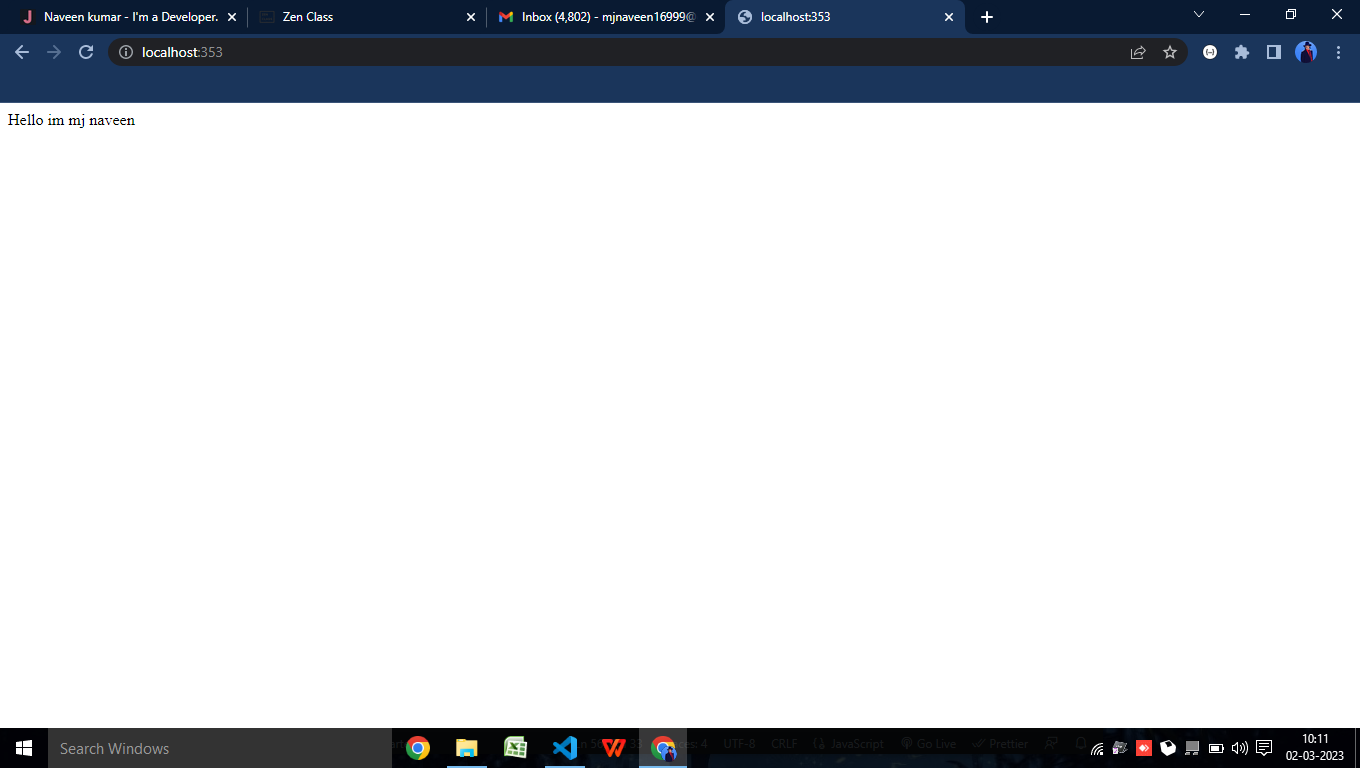 Naveen kumar - I'm a Developer.
Zen Class
Inbox (4,802) - mjnaveen16999@
localhost:353
localhost:353
Hello im mj naveen
Search Windows
UTF-8 CRLF {} JavaScript Go Live Prettier
10:11
02-03-2023